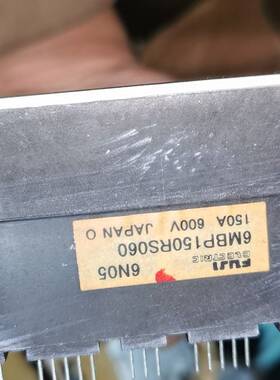 FUJI
ELECTRIC
6N05
6MBP150RS060
150A 600V JAPAN O